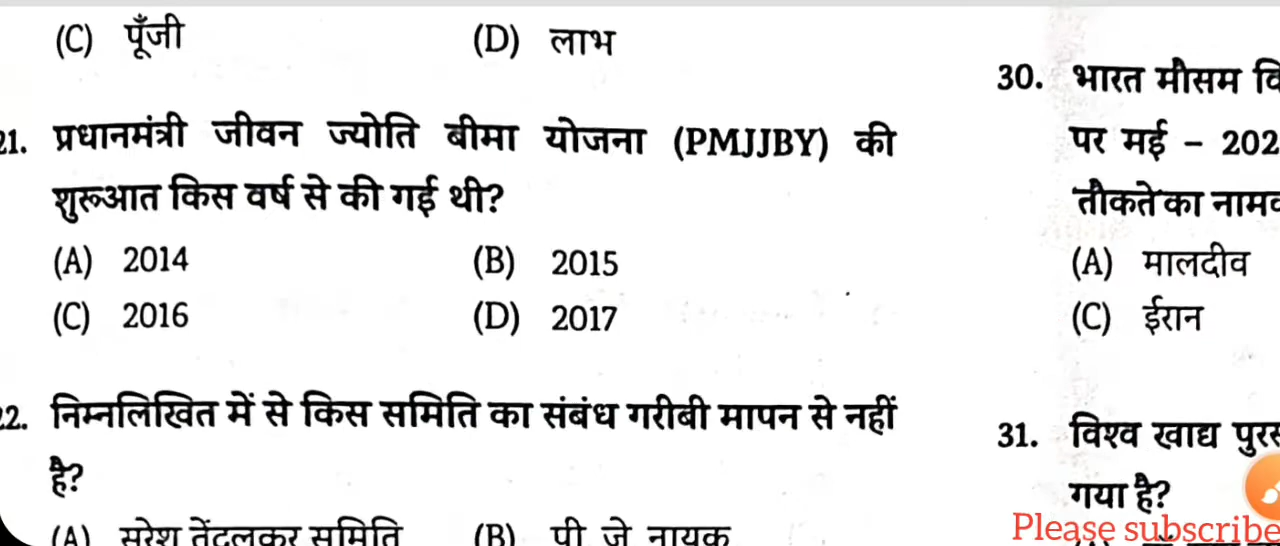 (C) पूँजी (D) लाभ
21. प्रधानमंत्री जीवन ज्योति बीमा योजना (PMJJBY) की
शुरूआत किस वर्ष से की गई थी?
(A) 2014 (B) 2015
(C) 2016 (D) 2017
22. निम्नलिखित में से किस समिति का संबंध गरीबी मापन से नहीं
है?
(A) सुरेश तेंदुलकर समिति (B) पी जे नायक
30. भारत मौसम वि
पर मई – 202
तौकते का नाम
(A) मालदीव
(C) ईरान
31. विश्व खाद्य
गया है?
Please subscribe